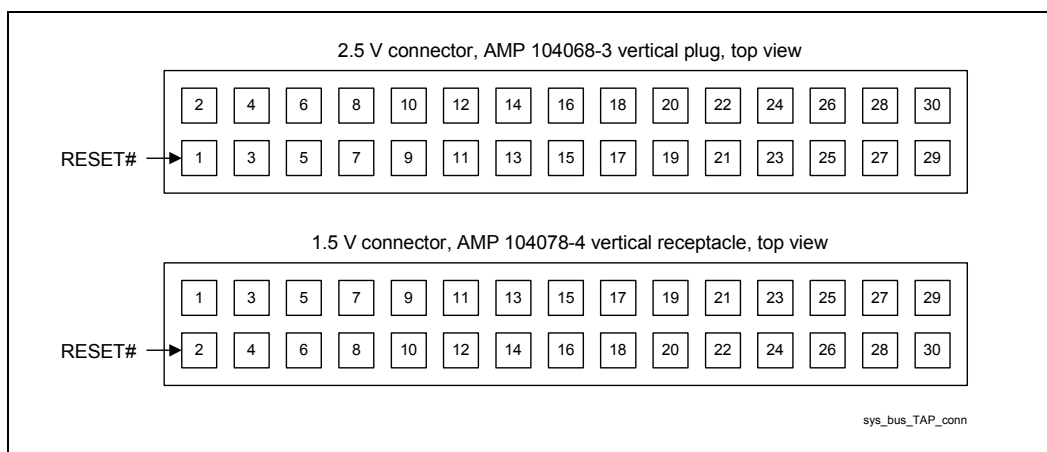 2.5 V connector, AMP 104068-3 vertical plug, top view
2 4 6 8 10 12 14 16 18 20 22 24 26 28 30
RESET# 1 3 5 7 9 11 13 15 17 19 21 23 25 27 29
1.5 V connector, AMP 104078-4 vertical receptacle, top view
1 3 5 7 9 11 13 15 17 19 21 23 25 27 29
RESET# 2 4 6 8 10 12 14 16 18 20 22 24 26 28 30
sys_bus_TAP_conn